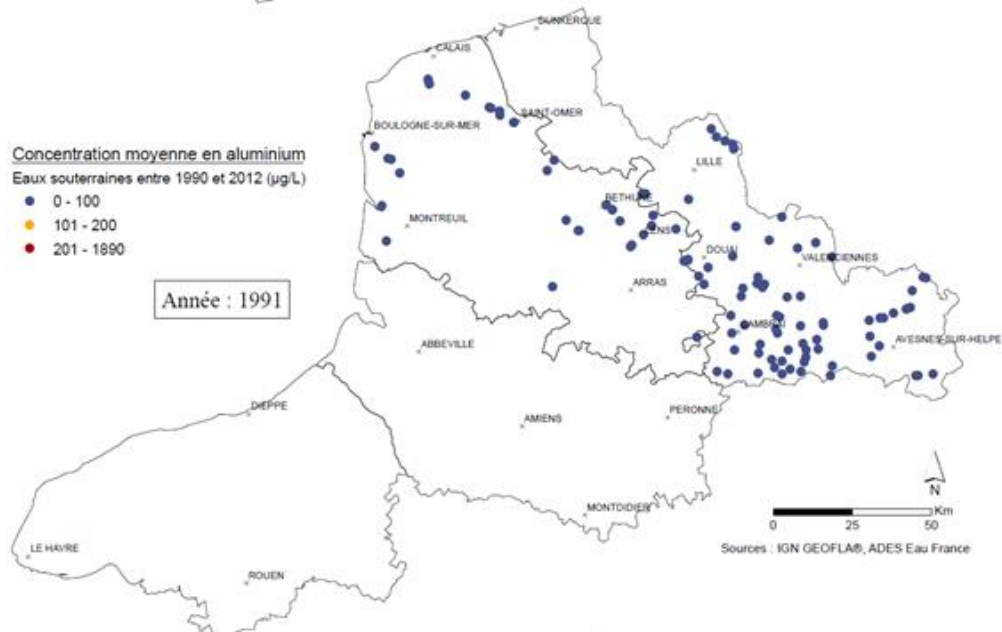 DUNKERQUE
CALAIS
SAINT-OMER
BOULOGNE-SUR-MER
Concentration moyenne en aluminium
Eaux souterraines entre 1990 et 2012 (µg/L)
0 - 100
101 - 200
201 - 1890
LILLE
BETHUNE
MONTREUIL
LENS
DOUAI
VALENCIENNES
Année : 1991
ARRAS
CAMBRAI
ABBEVILLE
AVESNES-SUR-HELPE
DIEPPE
PERONNE
AMIENS
N
MONTDIDIER
0 25 50 Km
Sources : IGN GEOFLA®, ADES Eau France
LE HAVRE
ROUEN